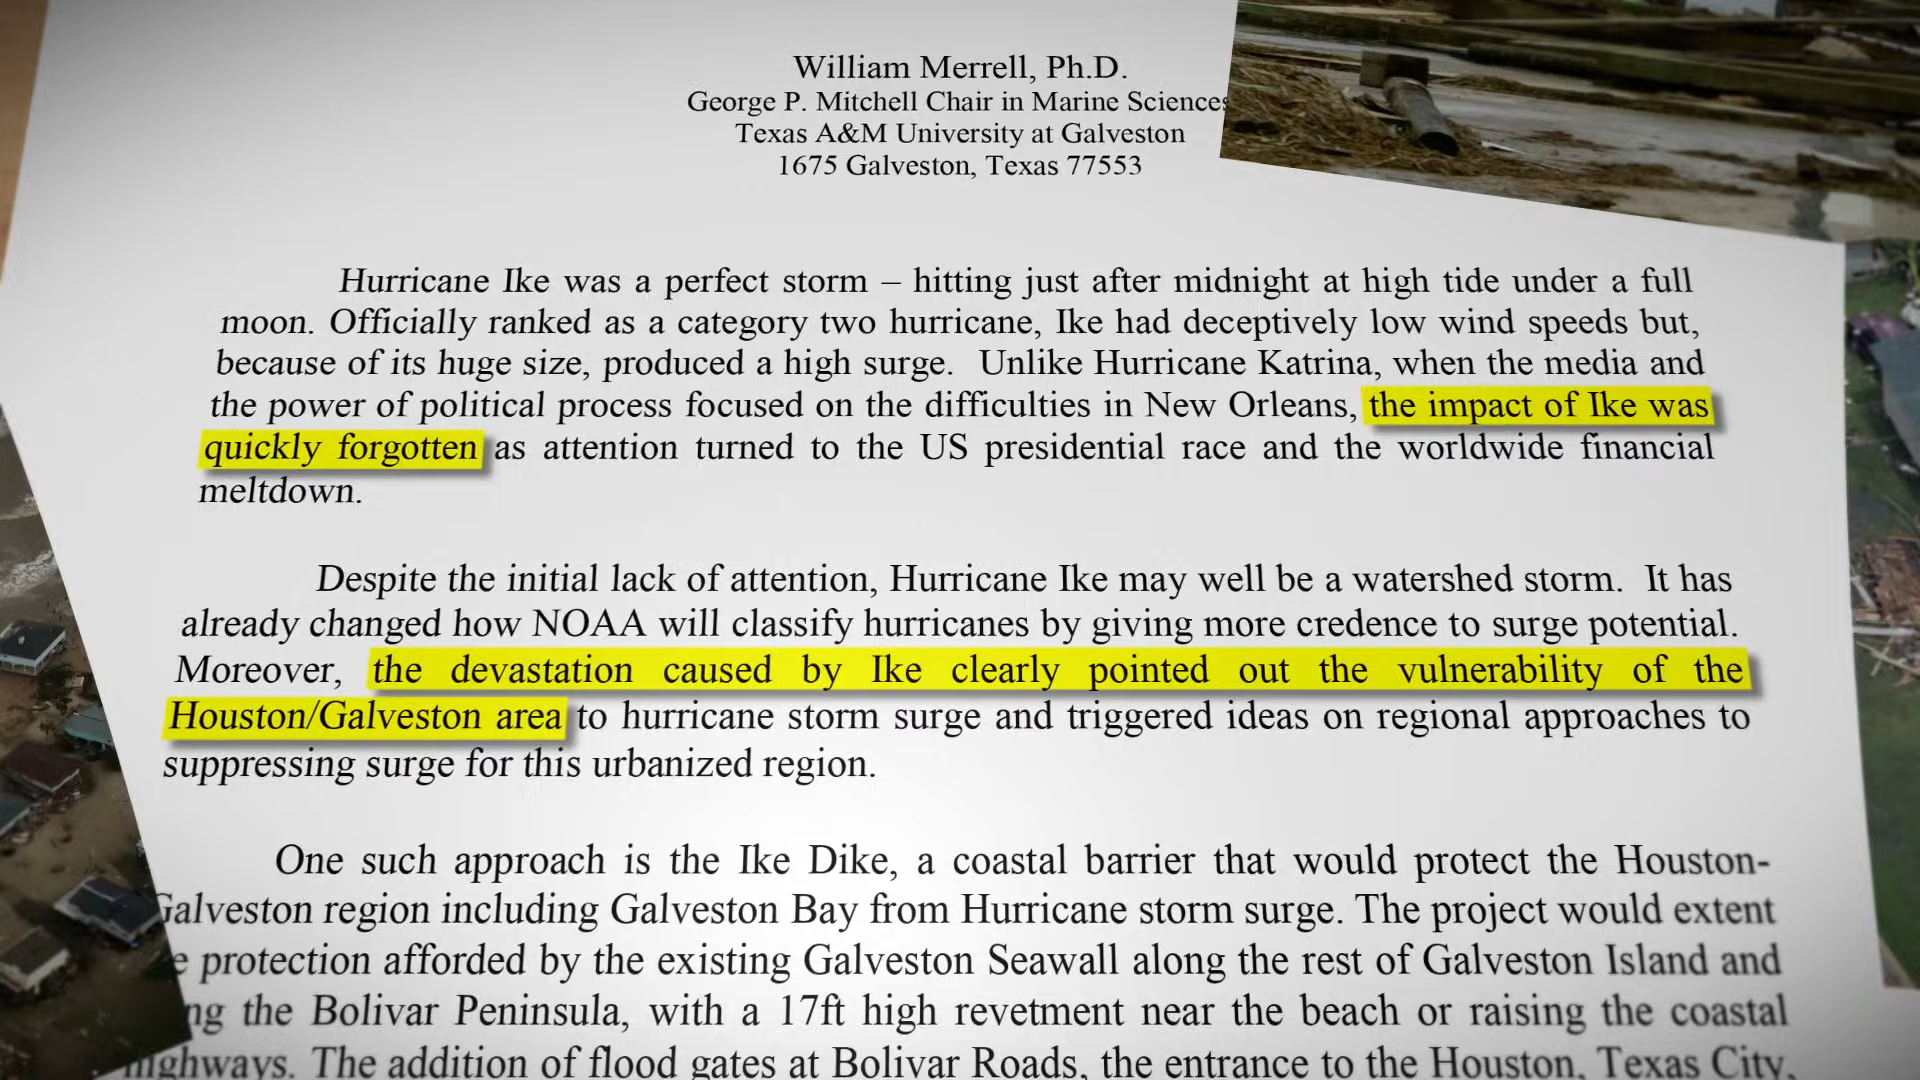 William Merrell, Ph.D.
George P. Mitchell Chair in Marine Sciences
Texas A&M University at Galveston
1675 Galveston, Texas 77553
Hurricane Ike was a perfect storm – hitting just after midnight at high tide under a full
moon. Officially ranked as a category two hurricane, Ike had deceptively low wind speeds but,
because of its huge size, produced a high surge. Unlike Hurricane Katrina, when the media and
the power of political process focused on the difficulties in New Orleans, the impact of Ike was
quickly forgotten as attention turned to the US presidential race and the worldwide financial
meltdown.
Despite the initial lack of attention, Hurricane Ike may well be a watershed storm. It has
already changed how NOAA will classify hurricanes by giving more credence to surge potential.
Moreover, the devastation caused by Ike clearly pointed out the vulnerability of the
Houston/Galveston area to hurricane storm surge and triggered ideas on regional approaches to
suppressing surge for this urbanized region.
One such approach is the Ike Dike, a coastal barrier that would protect the Houston-
Galveston region including Galveston Bay from Hurricane storm surge. The project would extent
protection afforded by the existing Galveston Seawall along the rest of Galveston Island and
the Bolivar Peninsula, with a 17ft high revetment near the beach or raising the coastal
highways. The addition of flood gates at Bolivar Roads, the entrance to the Houston, Texas City,